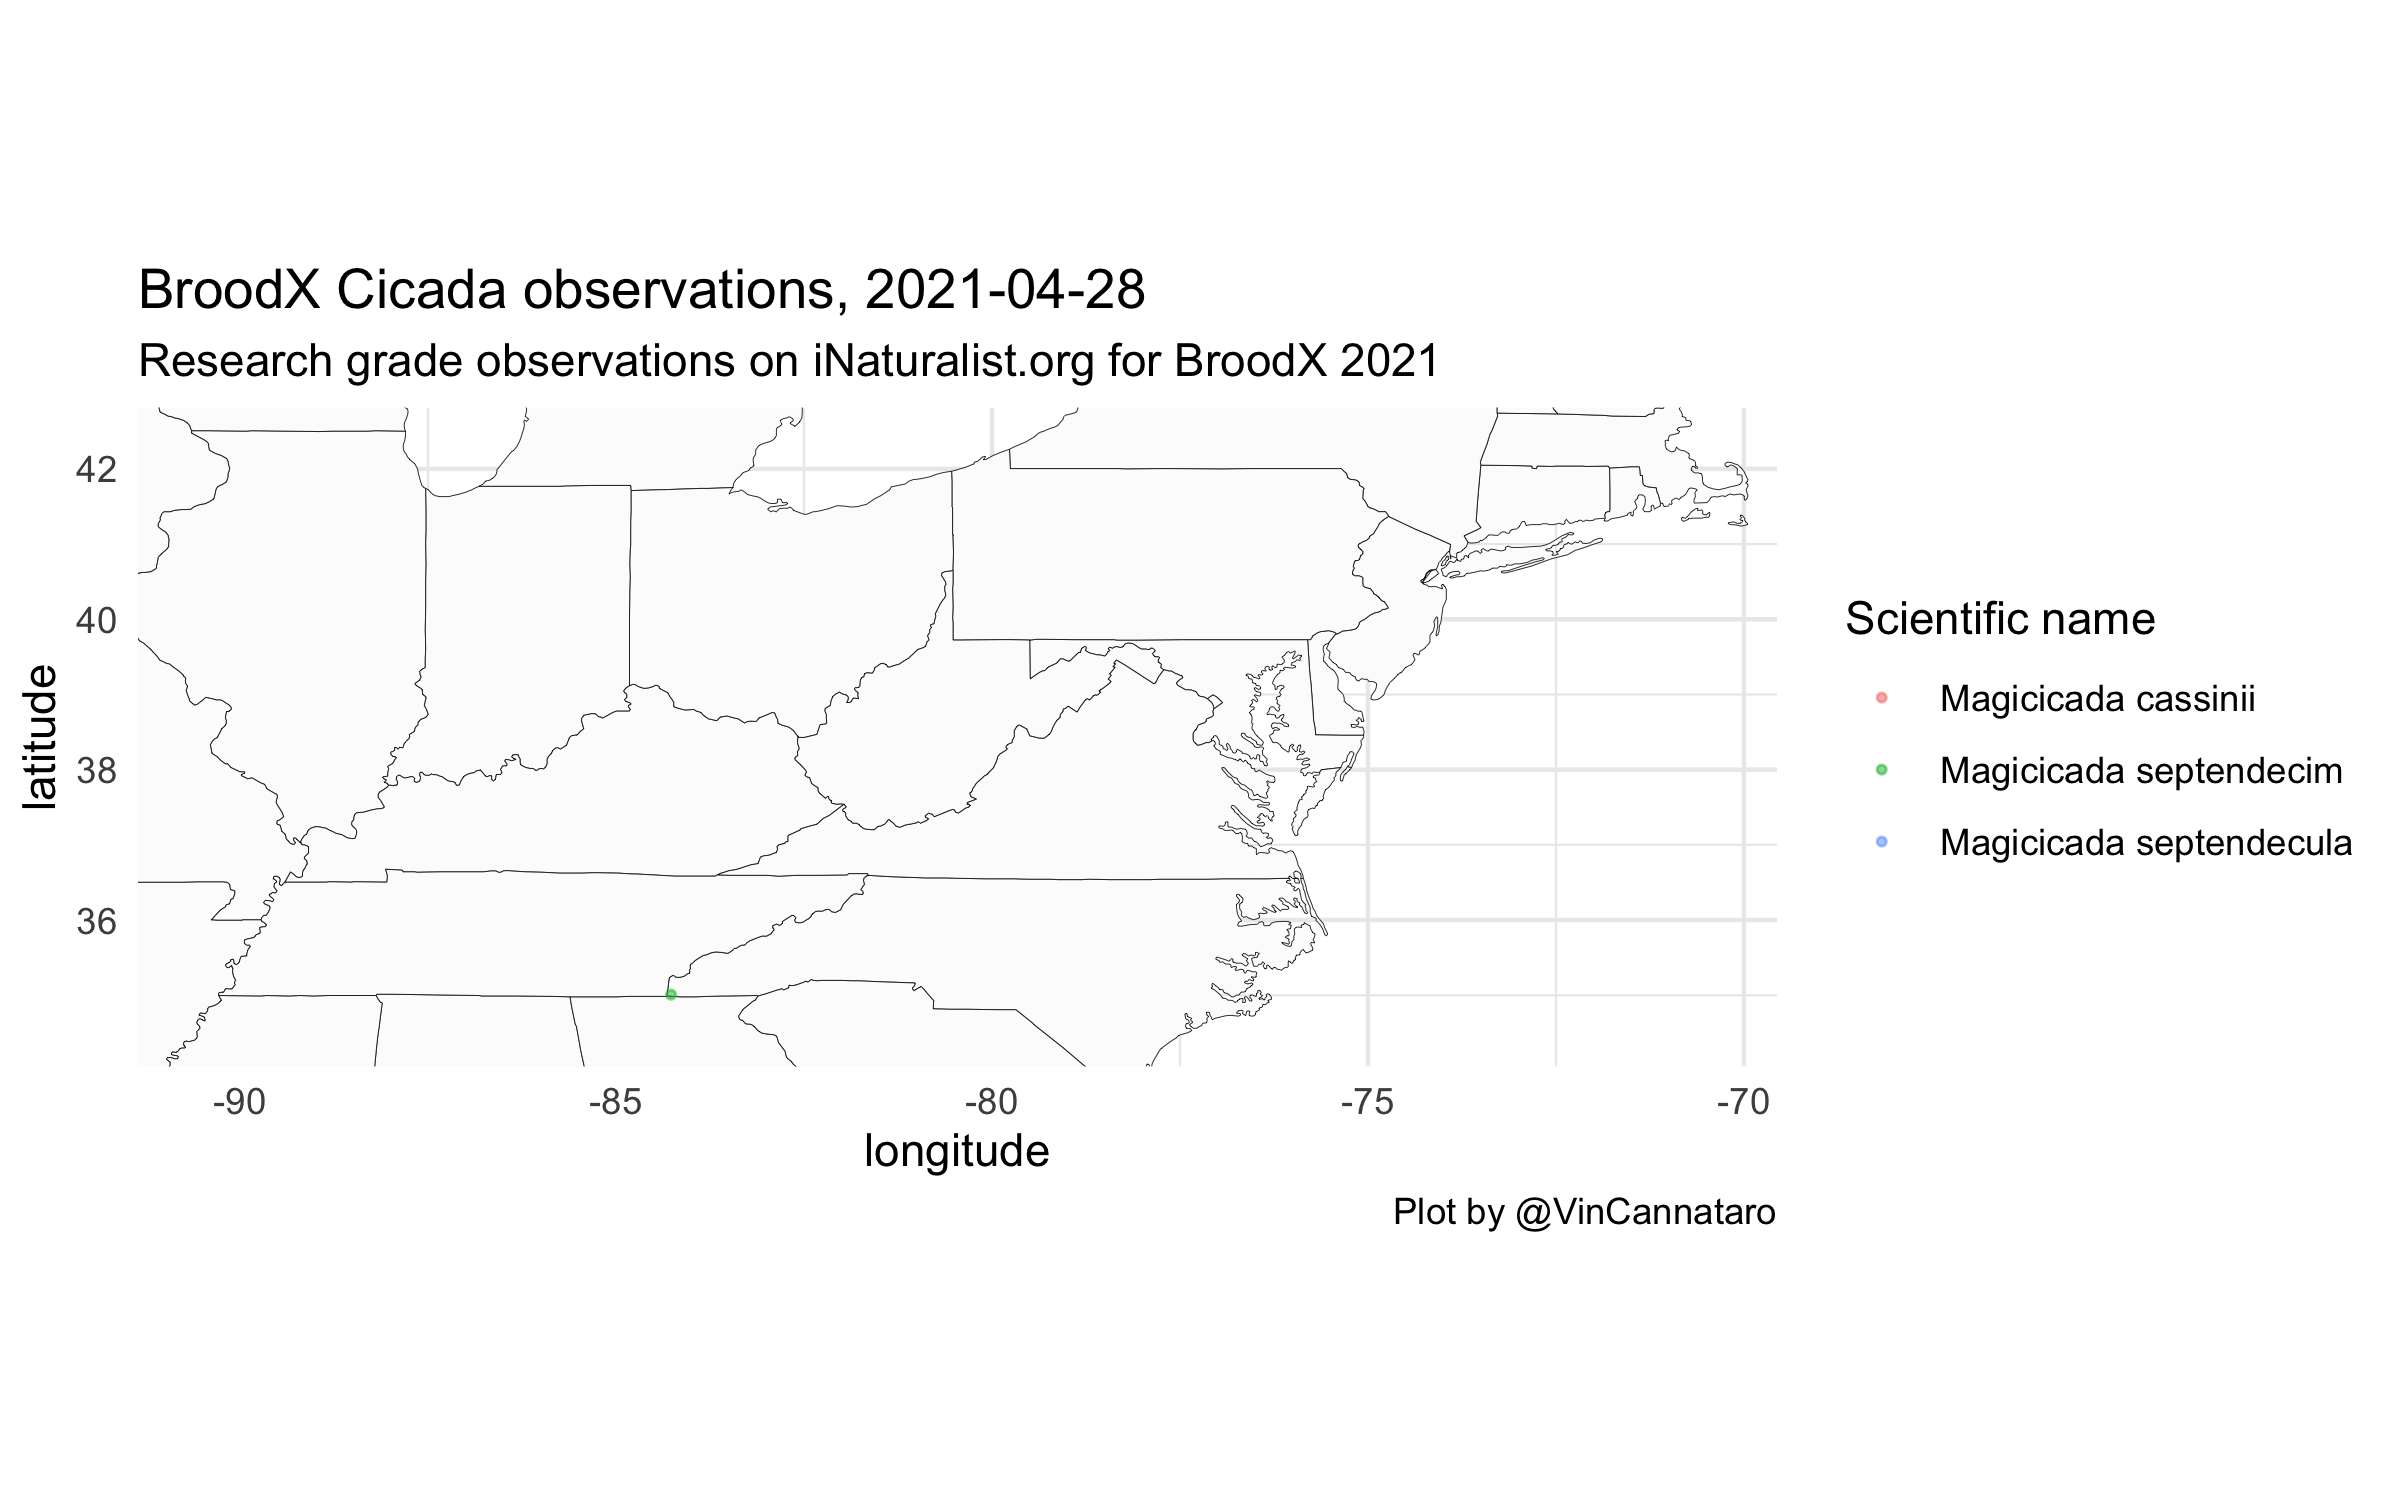 BroodX Cicada observations, 2021-04-28
Research grade observations on iNaturalist.org for BroodX 2021
42
40
38
36
latitude
-90
-85
-80
-75
-70
longitude
Scientific name
Magicicada cassinii
Magicicada septendecim
Magicicada septendecula
Plot by @VinCannataro